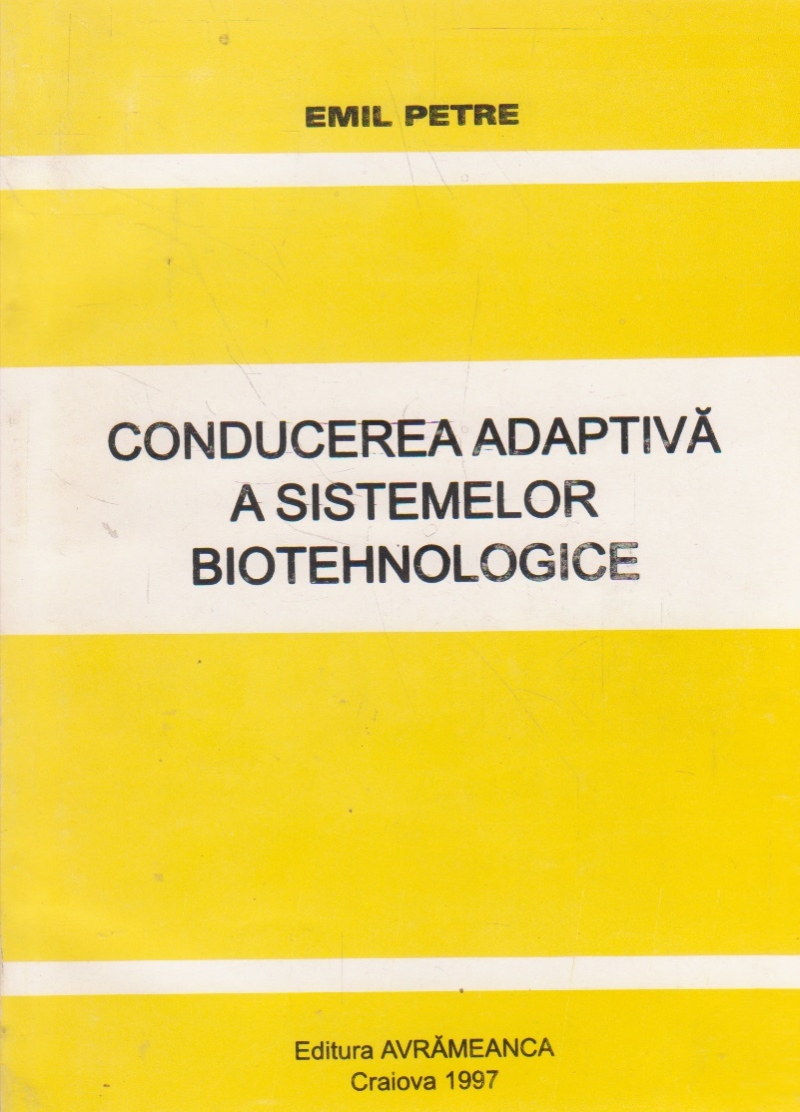 EMIL PETRE
CONDUCEREA ADAPTIVĂ
A SISTEMELOR
BIOTEHNOLOGICE
Editura AVRĂMEANCA
Craiova 1997